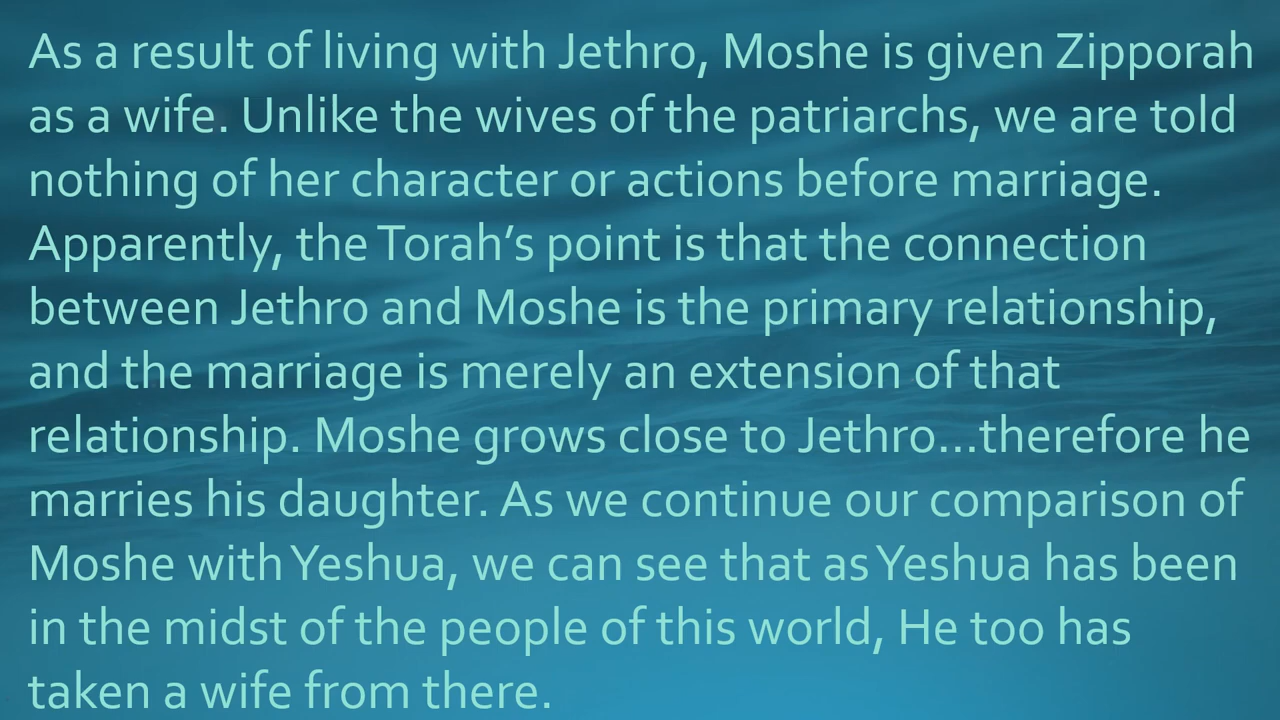 As a result of living with Jethro, Moshe is given Zipporah
as a wife. Unlike the wives of the patriarchs, we are told
nothing of her character or actions before marriage.
Apparently, the Torah’s point is that the connection
between Jethro and Moshe is the primary relationship,
and the marriage is merely an extension of that
relationship. Moshe grows close to Jethro…therefore he
marries his daughter. As we continue our comparison of
Moshe with Yeshua, we can see that as Yeshua has been
in the midst of the people of this world, He too has
taken a wife from there.